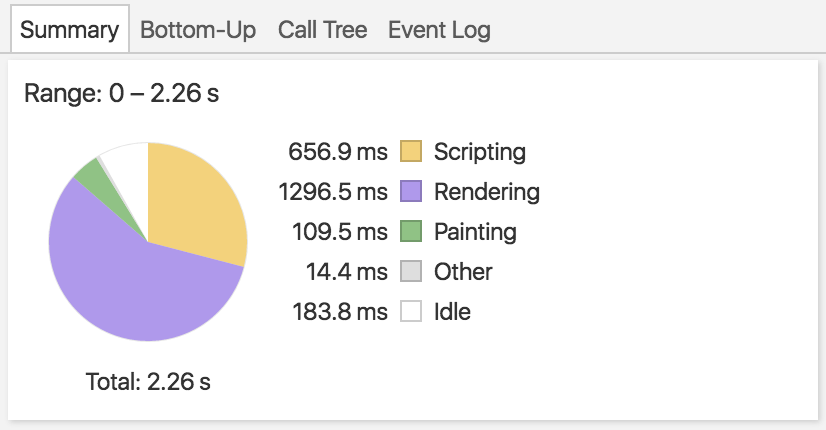 Summary Bottom-Up Call Tree Event Log
Range: 0 – 2.26 s
656.9 ms Scripting
1296.5 ms Rendering
109.5 ms Painting
14.4 ms Other
183.8 ms Idle
Total: 2.26 s